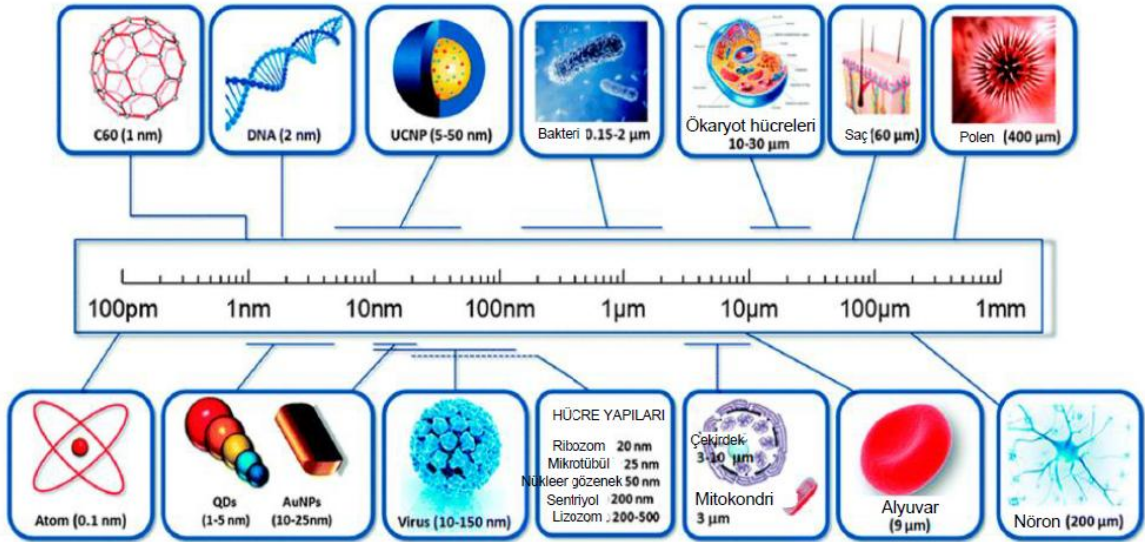 C60 (1 nm)
DNA (2 nm)
UCNP (5-50 nm)
Bakteri 0.15-2 µm
Ökaryot hücreleri
10-30 µm
Saç (60 µm)
Polen (400 µm)
100pm 1nm 10nm 100nm 1µm 10µm 100µm 1mm
Atom (0.1 nm)
QDs
(1-5 nm)
AuNPs
(10-25nm)
Virus (10-150 nm)
HÜCRE YAPILARI
Ribozom 20 nm
Mikrotübül 25 nm
Nükleer gözenek 50 nm
Sentriyol 200 nm
Lizozom 200-500
Çekirdek
3-10 µm
Mitokondri
3 µm
Alyuvar
(9 µm)
Nöron (200 µm)